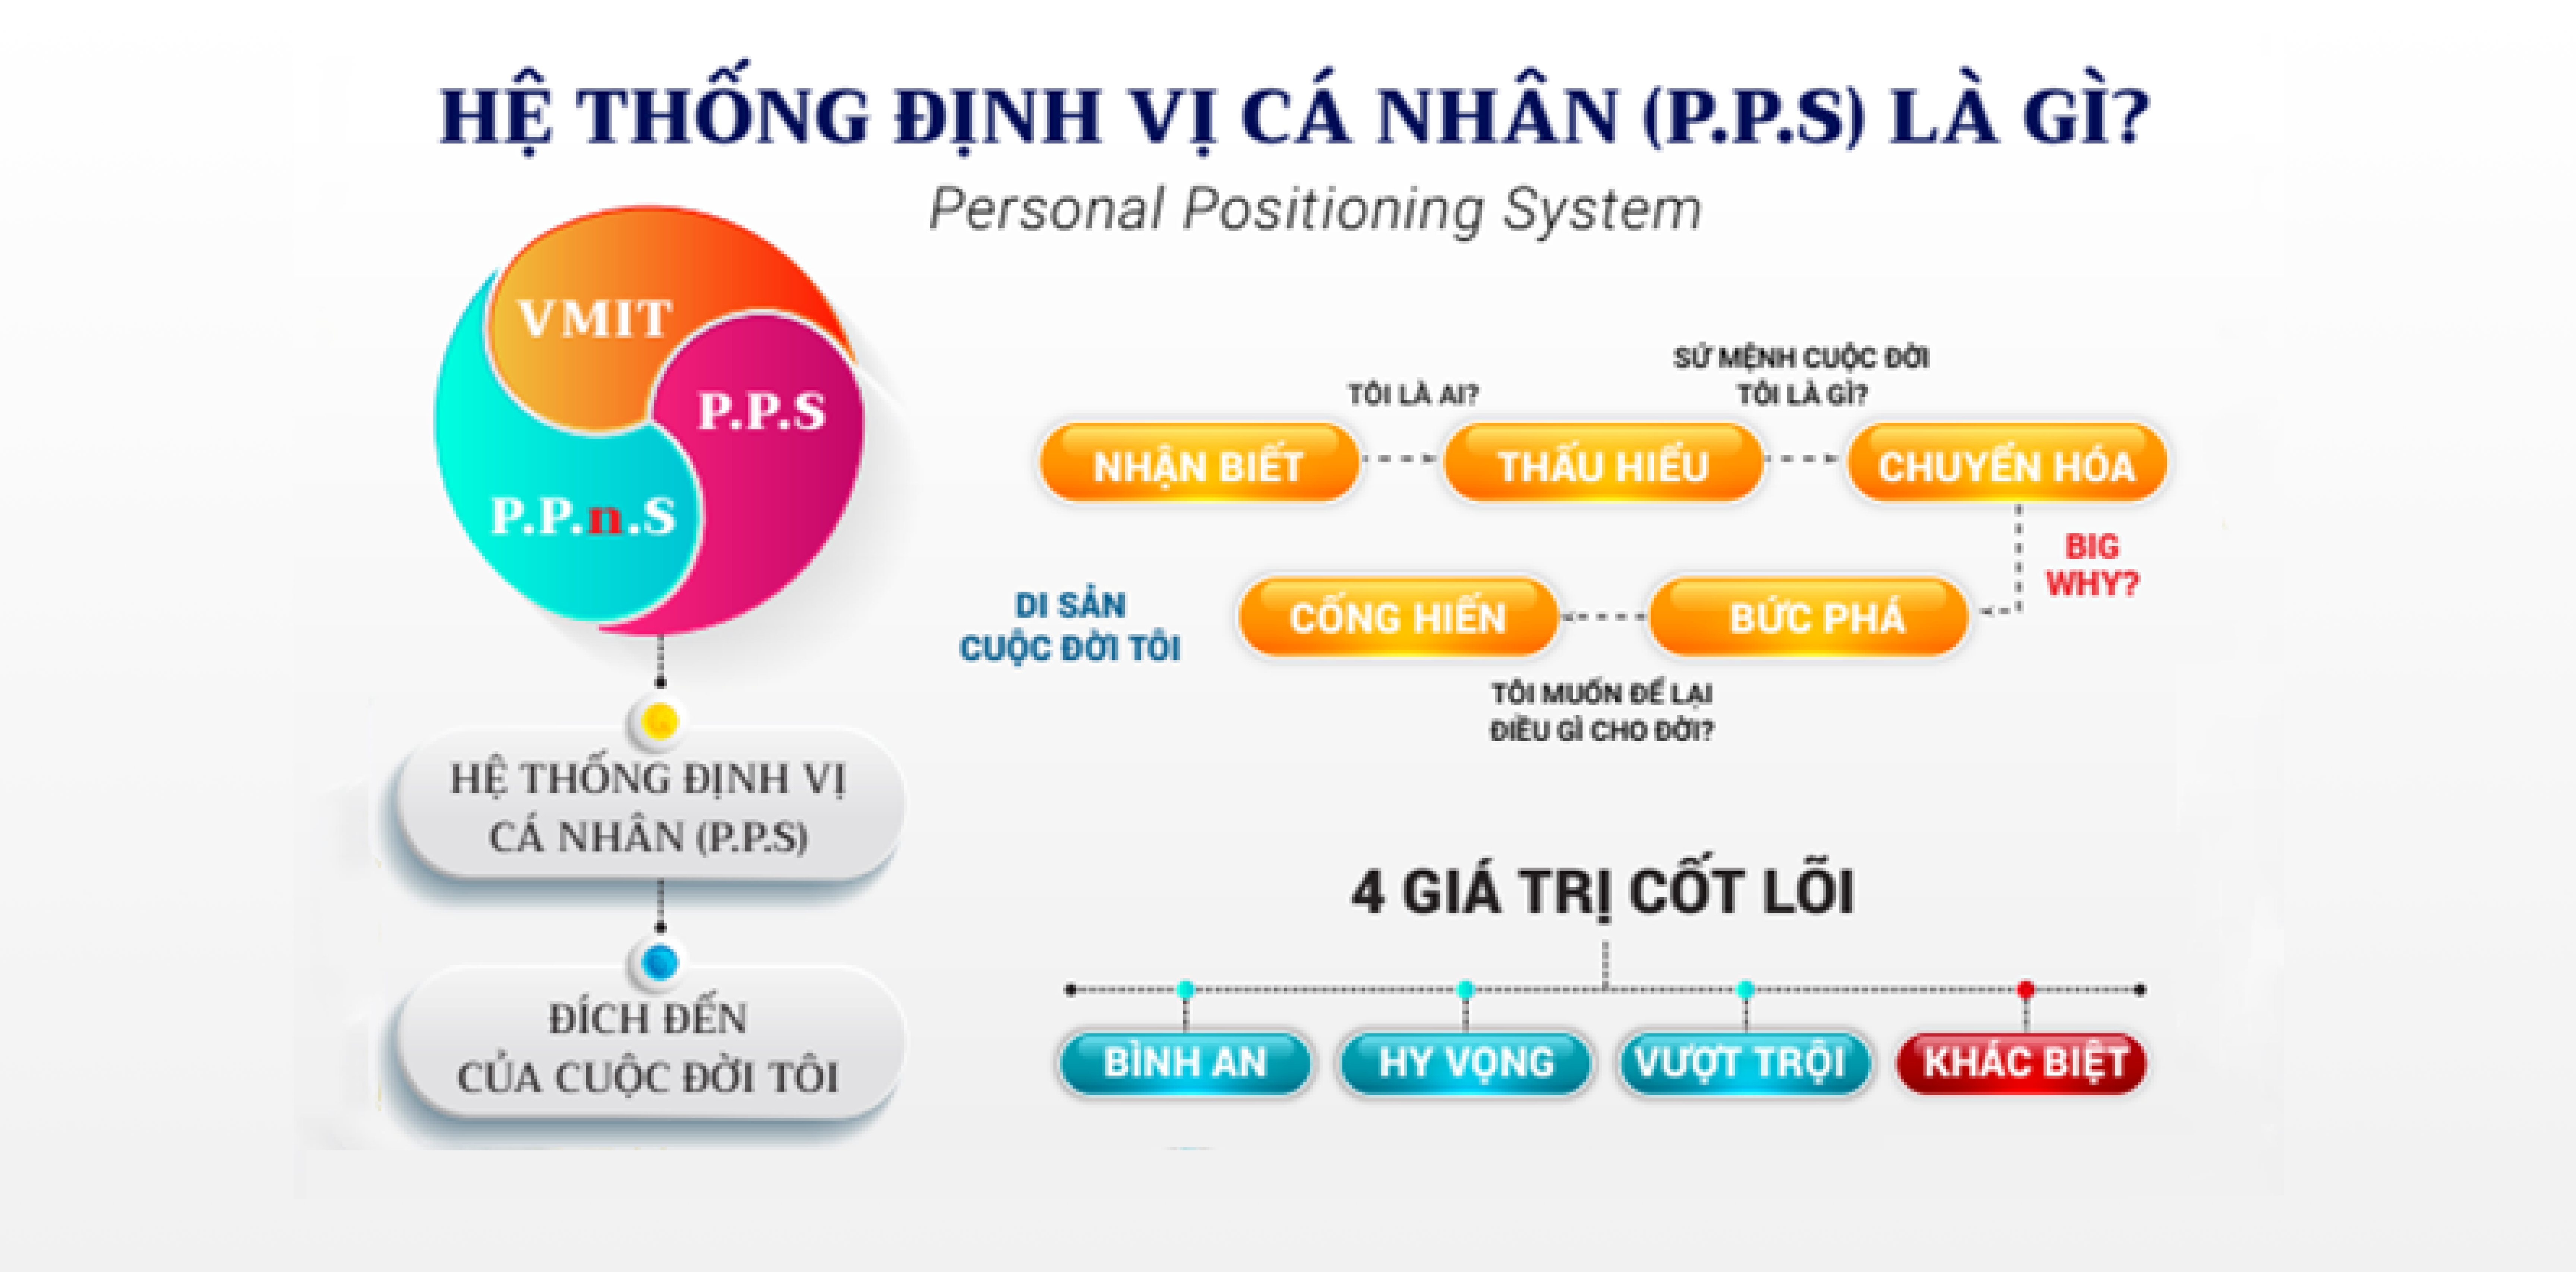 HỆ THỐNG ĐỊNH VỊ CÁ NHÂN (P.P.S) LÀ GÌ?
Personal Positioning System
VMIT
P.P.S
P.P.n.S
HỆ THỐNG ĐỊNH VỊ
CÁ NHÂN (P.P.S)
ĐÍCH ĐẾN
CỦA CUỘC ĐỜI TÔI
TÔI LÀ AI?
SỨ MỆNH CUỘC ĐỜI
TÔI LÀ GÌ?
NHẬN BIẾT
THẤU HIỂU
CHUYỂN HÓA
BIG
WHY?
BỨC PHÁ
CỐNG HIẾN
DI SẢN
CUỘC ĐỜI TÔI
TÔI MUỐN ĐỂ LẠI
ĐIỀU GÌ CHO ĐỜI?
4 GIÁ TRỊ CỐT LÕI
BÌNH AN
HY VỌNG
VƯỢT TRỘI
KHÁC BIỆT